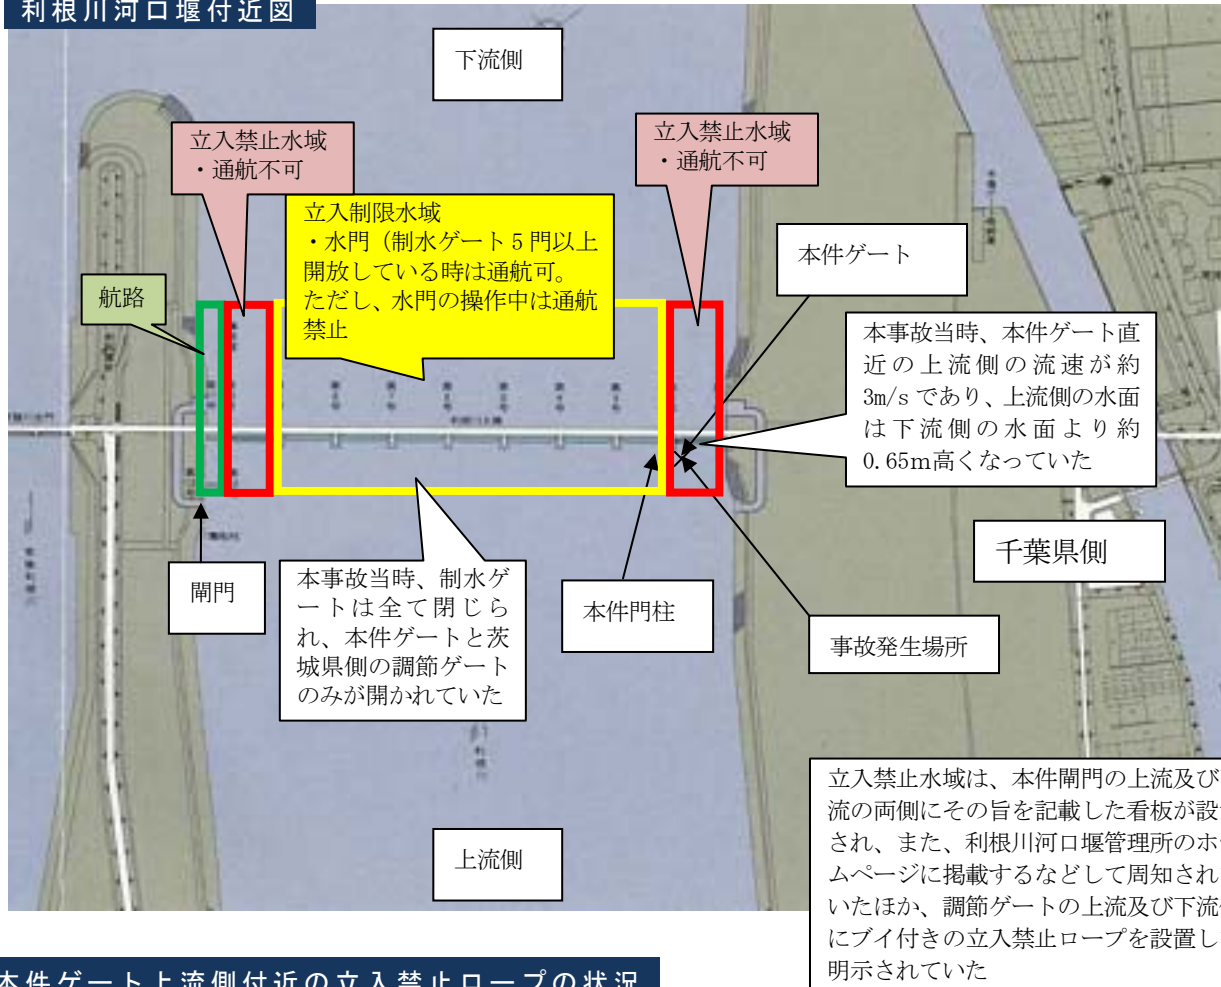 利根川河口堰付近図
下流側
立入禁止水域
・通航不可
立入禁止水域
・通航不可
立入制限水域
・水門（制水ゲート5門以上
開放している時は通航可。
ただし、水門の操作中は通航
禁止
本件ゲート
航路
本事故当時、本件ゲート直
近の上流側の流速が約
3m/sであり、上流側の水面
は下流側の水面より約
0.65m高くなっていた
千葉県側
閘門
本事故当時、制水ゲ
ートは全て閉じら
れ、本件ゲートと茨
城県側の調節ゲート
のみが開かれていた
本件門柱
事故発生場所
上流側
立入禁止水域は、本件閘門の上流及び
流の両側にその旨を記載した看板が設
され、また、利根川河口堰管理所のホ
ムページに掲載するなどして周知され
いたほか、調節ゲートの上流及び下流
にブイ付きの立入禁止ロープを設置し
明示されていた
本件ゲート上流側付近の立入禁止ロープの状況